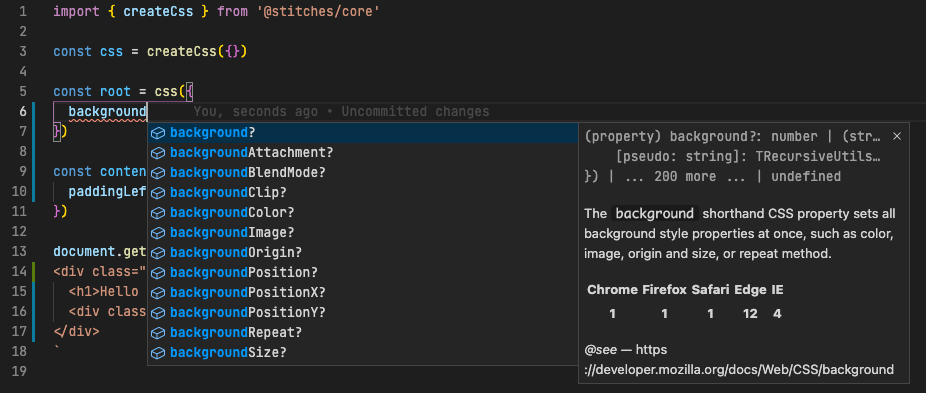 1 import { createCss } from '@stitches/core'
2
3 const css = createCss({})
4
5 const root = css({
6 background You, seconds ago • Uncommitted changes
7 })
8
9 const conten
10 paddingLef
11 })
12
13 document.get
14 <div class="
15 <h1>Hello
16 <div class
17 </div>
18 `
19
background?
backgroundAttachment?
backgroundBlendMode?
backgroundClip?
backgroundColor?
backgroundImage?
backgroundOrigin?
backgroundPosition?
backgroundPositionX?
backgroundPositionY?
backgroundRepeat?
backgroundSize?
(property) background?: number | (str…
[pseudo: string]: TRecursiveUtils…
}) | ... 200 more ... | undefined
The background shorthand CSS property sets all
background style properties at once, such as color,
image, origin and size, or repeat method.
Chrome Firefox Safari Edge IE
1 1 1 12 4
@see — https
://developer.mozilla.org/docs/Web/CSS/background